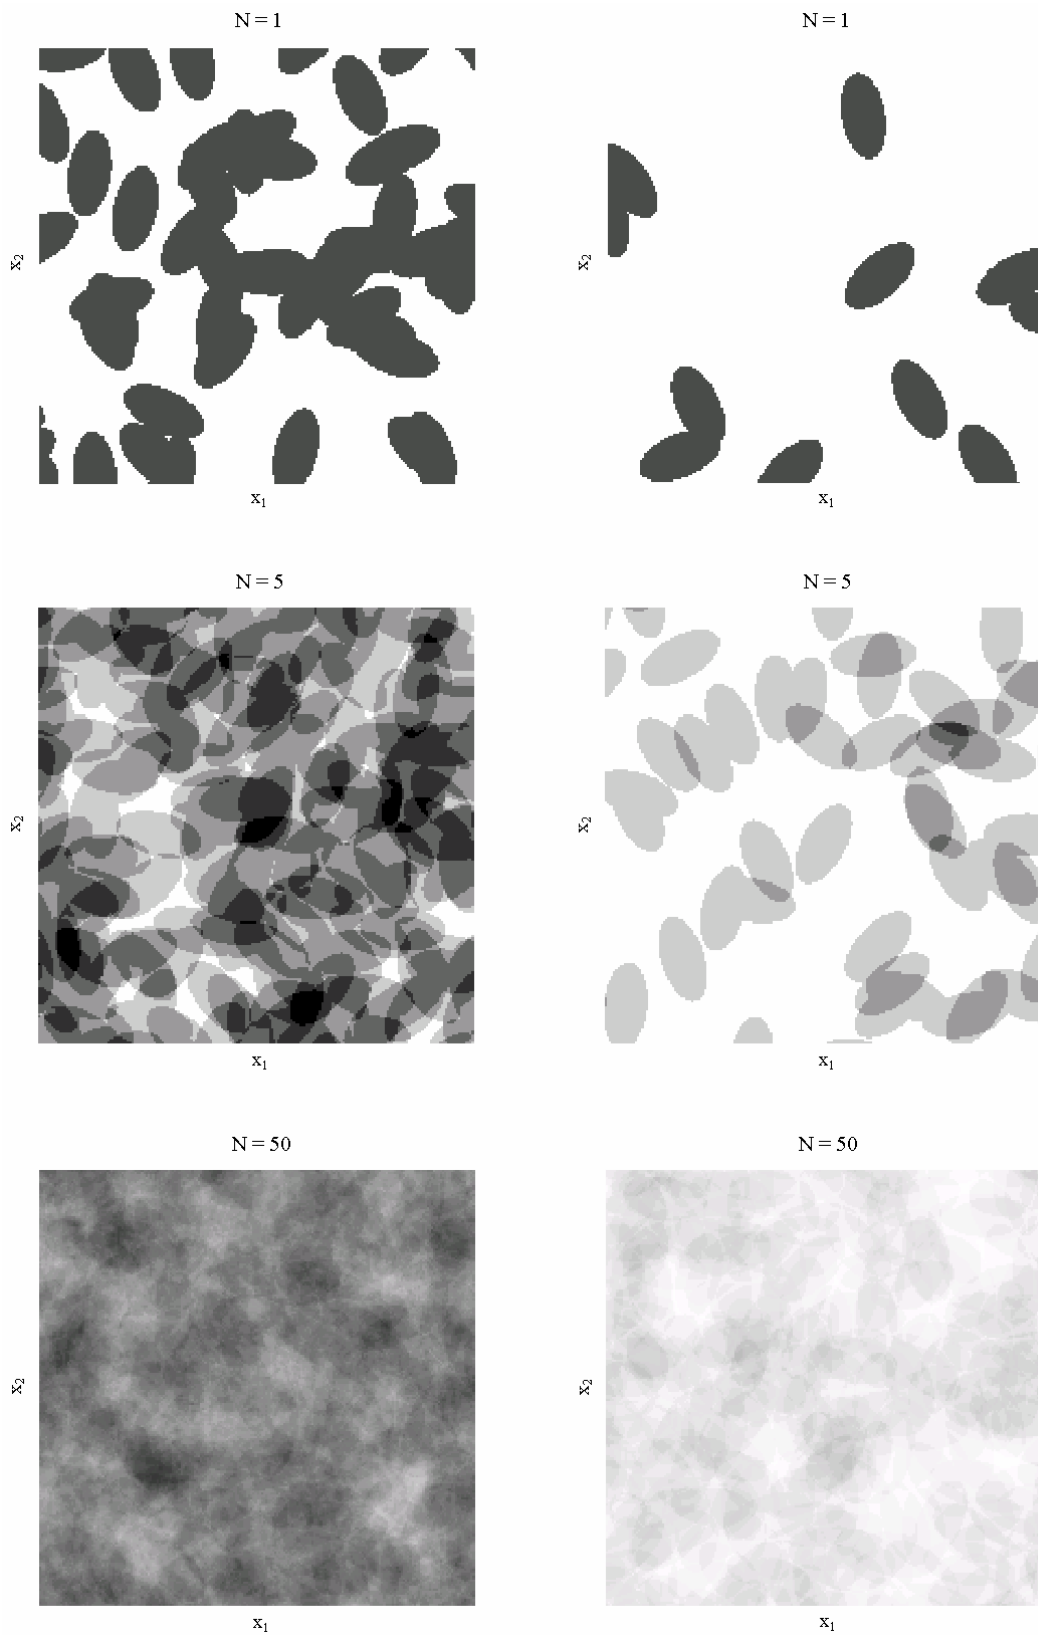 N = 1
N = 1
x₂
x₂
x₁
x₁
N = 5
N = 5
x₂
x₂
x₁
x₁
N = 50
N = 50
x₂
x₂
x₁
x₁